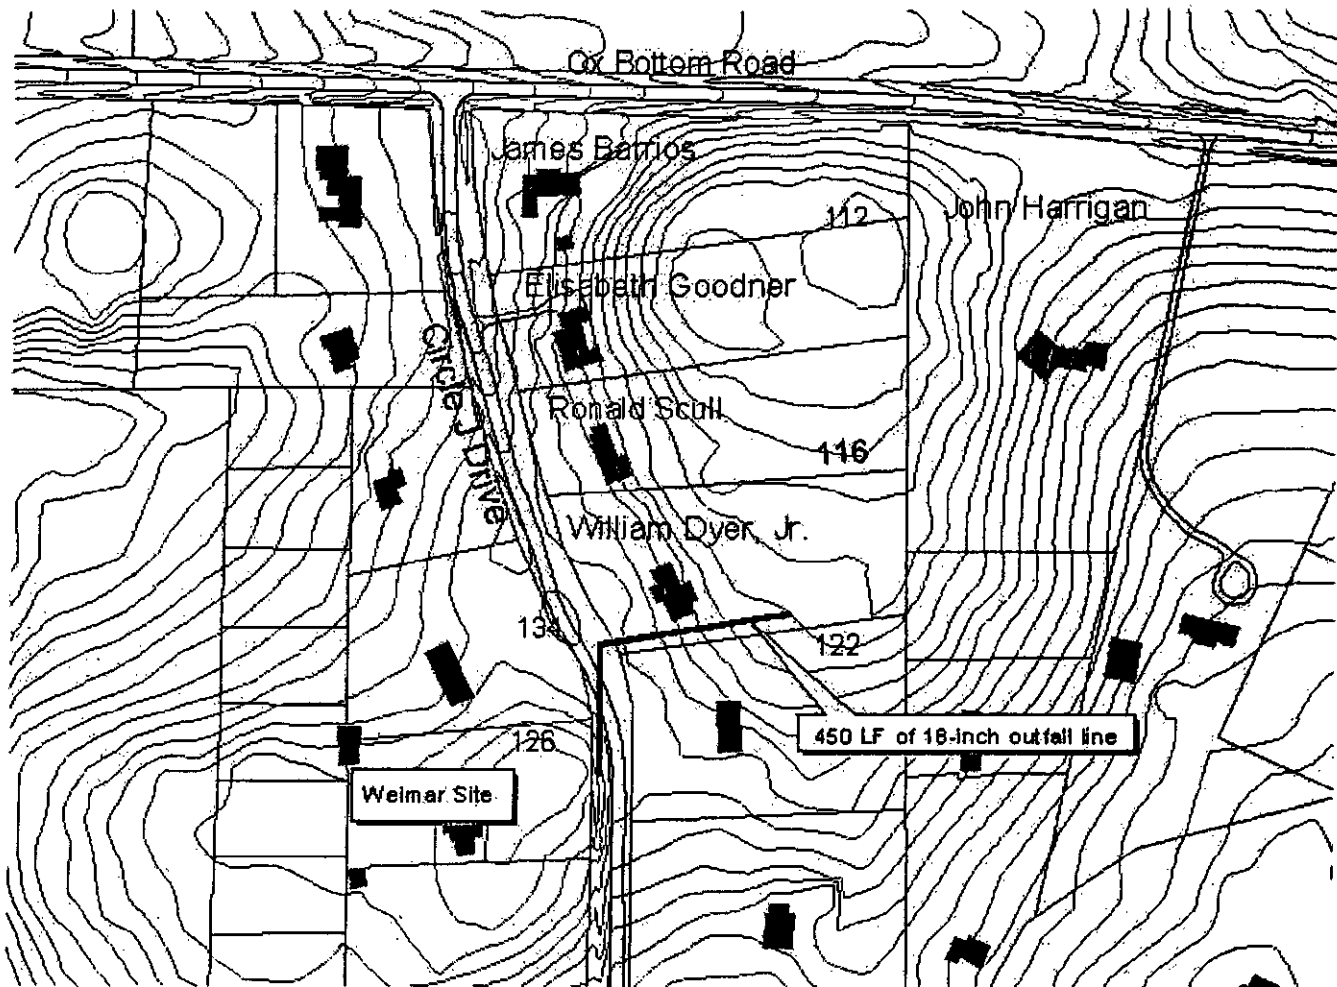 Ox Bottom Road
James Barrios
John Harrigan
112
Elisabeth Goodner
Circle J Drive
Ronald Scull
116
William Dyer, Jr.
134
122
450 LF of 18-inch outfall line
126
Weimar Site